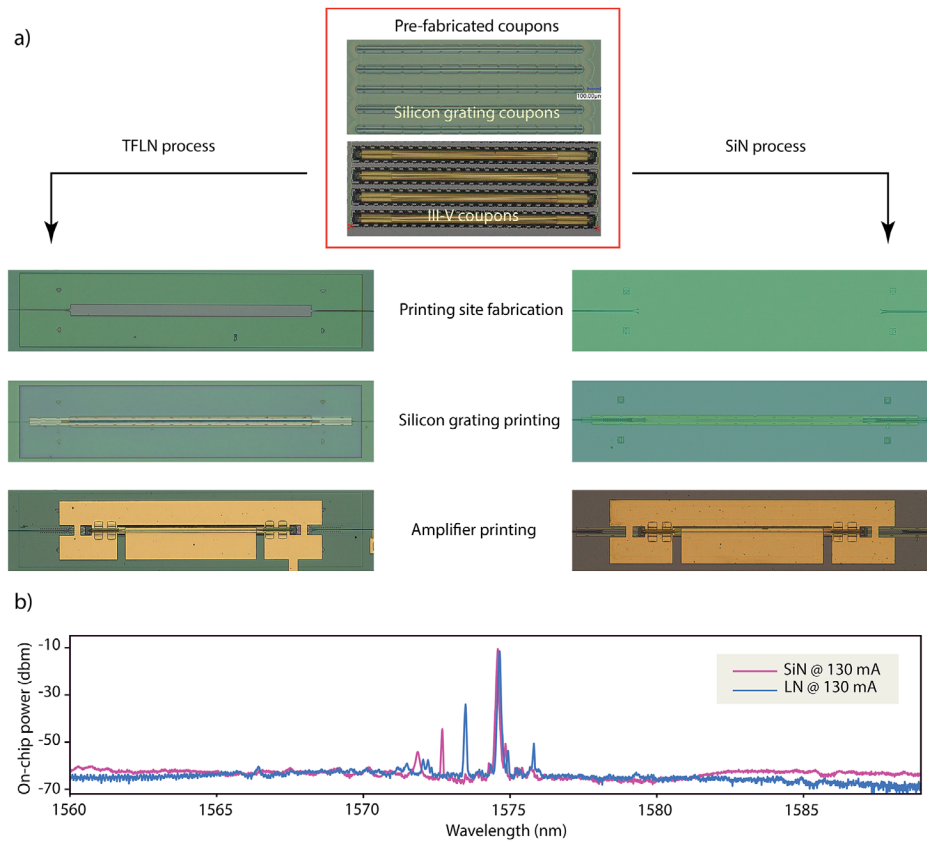 a)
Pre-fabricated coupons
100.00µm
Silicon grating coupons
TFLN process
SiN process
III-V coupons
Printing site fabrication
Silicon grating printing
Amplifier printing
b)
-10
-30
-50
-70
On-chip power (dbm)
SiN @ 130 mA
LN @ 130 mA
1560
1565
1570
1575
1580
1585
Wavelength (nm)